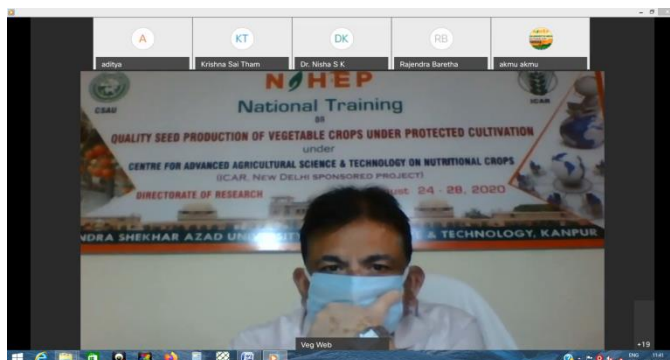 A
KT
DK
RB
aditya
Krishna Sai Tham
Dr. Nisha S K
Rajendra Baretha
akmu akmu
NAHEP
CSAU
ICAR
National Training
on
QUALITY SEED PRODUCTION OF VEGETABLE CROPS UNDER PROTECTED CULTIVATION
under
CENTRE FOR ADVANCED AGRICULTURAL SCIENCE & TECHNOLOGY ON NUTRITIONAL CROPS
(ICAR, NEW DELHI SPONSORED PROJECT)
DIRECTORATE OF RESEARCH
ust 24 - 28, 2020
NDRA SHEKHAR AZAD UN & TECHNOLOGY, KANPUR
Veg Web
+19
ENG